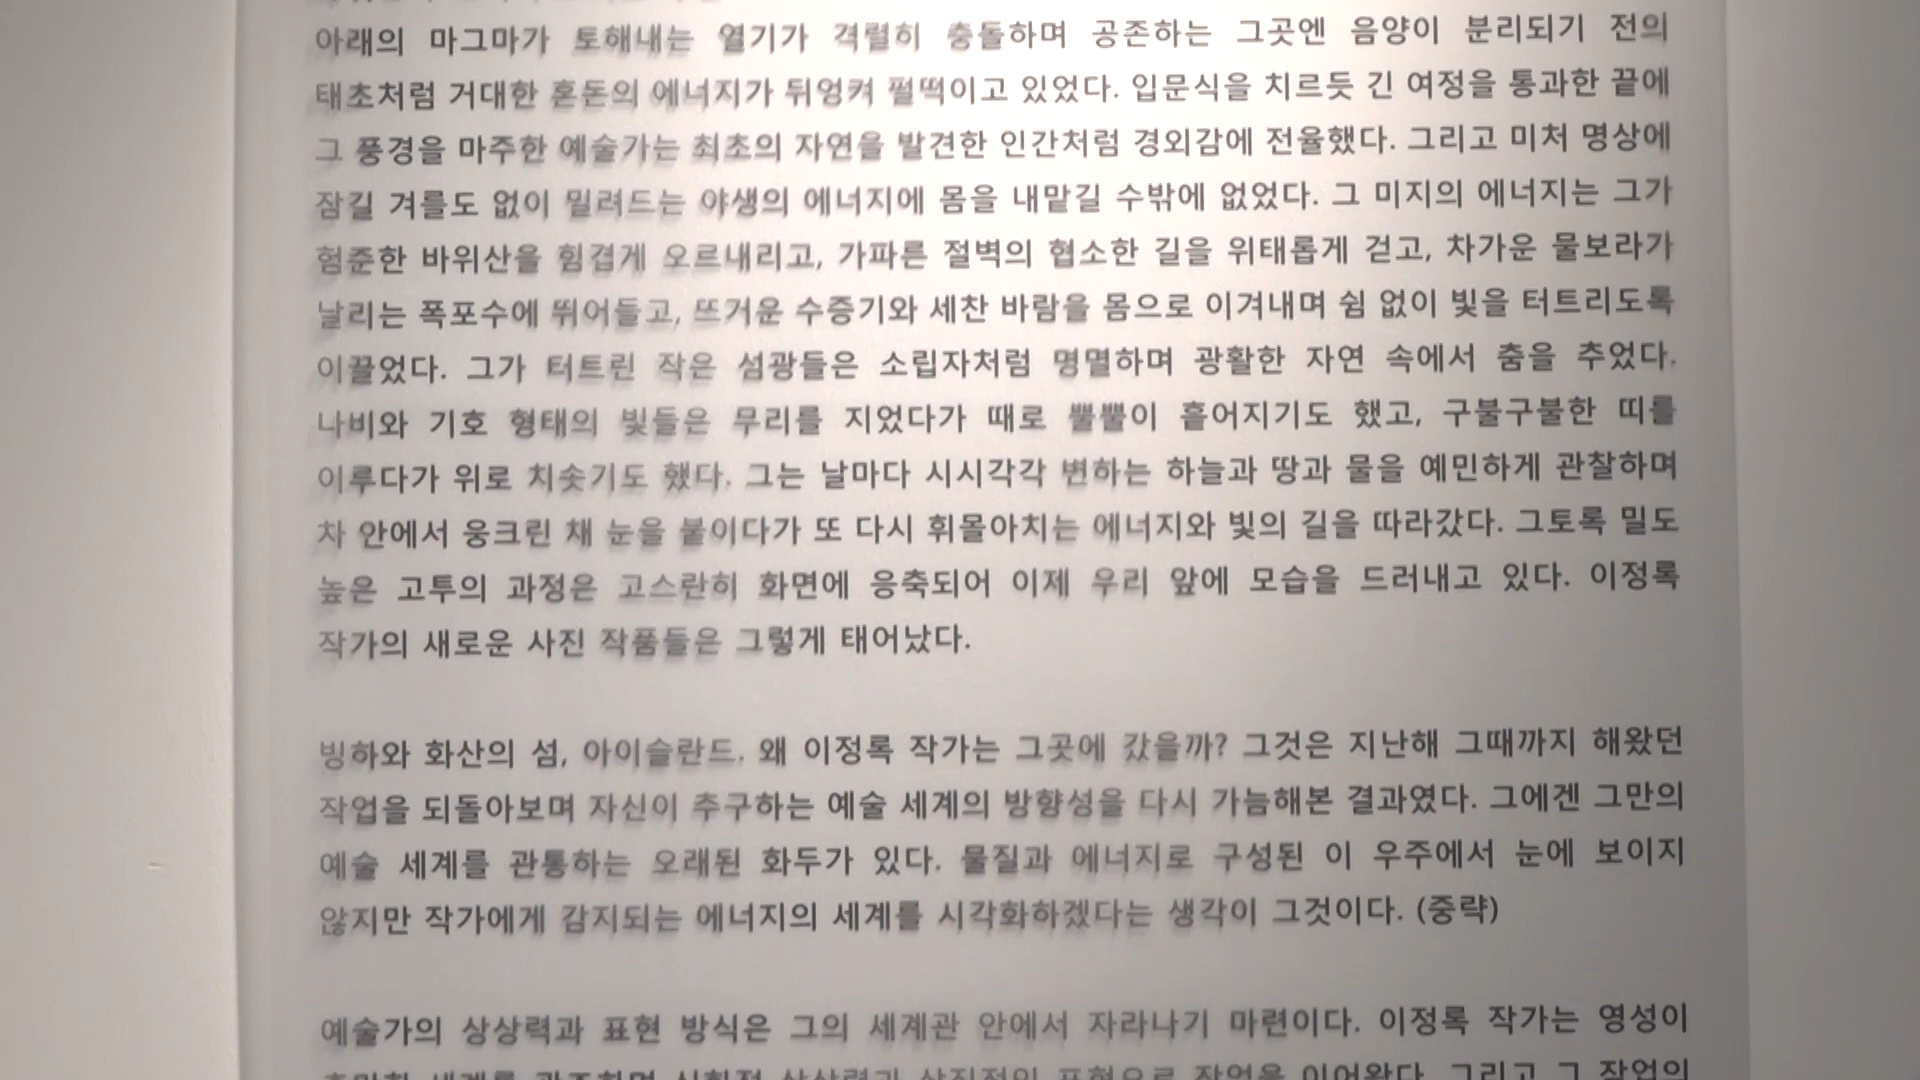 아래의 마그마가 토해내는 열기가 격렬히 충돌하며 공존하는 그곳엔 음양이 분리되기 전의
태초처럼 거대한 혼돈의 에너지가 뒤엉켜 펄떡이고 있었다. 입문식을 치르듯 긴 여정을 통과한 끝에
그 풍경을 마주한 예술가는 최초의 자연을 발견한 인간처럼 경외감에 전율했다. 그리고 미처 명상에
잠길 겨를도 없이 밀려드는 야생의 에너지에 몸을 내맡길 수밖에 없었다. 그 미지의 에너지는 그가
험준한 바위산을 힘겹게 오르내리고, 가파른 절벽의 협소한 길을 위태롭게 걷고, 차가운 물보라가
날리는 폭포수에 뛰어들고, 뜨거운 수증기와 세찬 바람을 몸으로 이겨내며 쉼 없이 빛을 터트리도록
이끌었다. 그가 터트린 작은 섬광들은 소립자처럼 명멸하며 광활한 자연 속에서 춤을 추었다.
나비와 기호 형태의 빛들은 무리를 지었다가 때로 뿔뿔이 흩어지기도 했고, 구불구불한 띠를
이루다가 위로 치솟기도 했다. 그는 날마다 시시각각 변하는 하늘과 땅과 물을 예민하게 관찰하며
차 안에서 웅크린 채 눈을 붙이다가 또 다시 휘몰아치는 에너지와 빛의 길을 따라갔다. 그토록 밀도
높은 고투의 과정은 고스란히 화면에 응축되어 이제 우리 앞에 모습을 드러내고 있다. 이정록
작가의 새로운 사진 작품들은 그렇게 태어났다.
빙하와 화산의 섬, 아이슬란드. 왜 이정록 작가는 그곳에 갔을까? 그것은 지난해 그때까지 해왔던
작업을 되돌아보며 자신이 추구하는 예술 세계의 방향성을 다시 가늠해본 결과였다. 그에겐 그만의
예술 세계를 관통하는 오래된 화두가 있다. 물질과 에너지로 구성된 이 우주에서 눈에 보이지
않지만 작가에게 감지되는 에너지의 세계를 시각화하겠다는 생각이 그것이다. (중략)
예술가의 상상력과 표현 방식은 그의 세계관 안에서 자라나기 마련이다. 이정록 작가는 영성이
세계를 관조하며 상상력과 상징적인 표현으로 작업을 이어왔다. 그리고 그 작업의